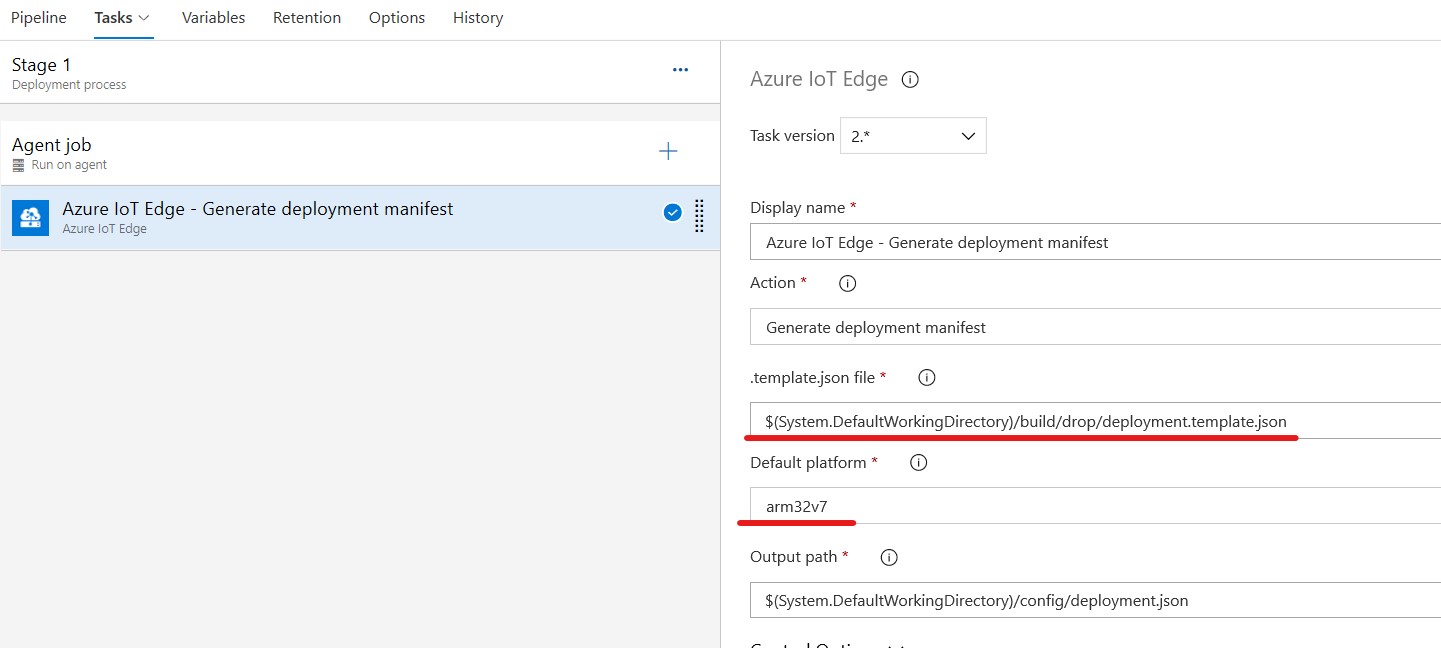 Pipeline Tasks Variables Retention Options History
Stage 1
Deployment process
Agent job
Run on agent
Azure IoT Edge - Generate deployment manifest
Azure IoT Edge
Azure IoT Edge
Task version 2.*
Display name *
Azure IoT Edge - Generate deployment manifest
Action *
Generate deployment manifest
.template.json file *
$(System.DefaultWorkingDirectory)/build/drop/deployment.template.json
Default platform *
arm32v7
Output path *
$(System.DefaultWorkingDirectory)/config/deployment.json